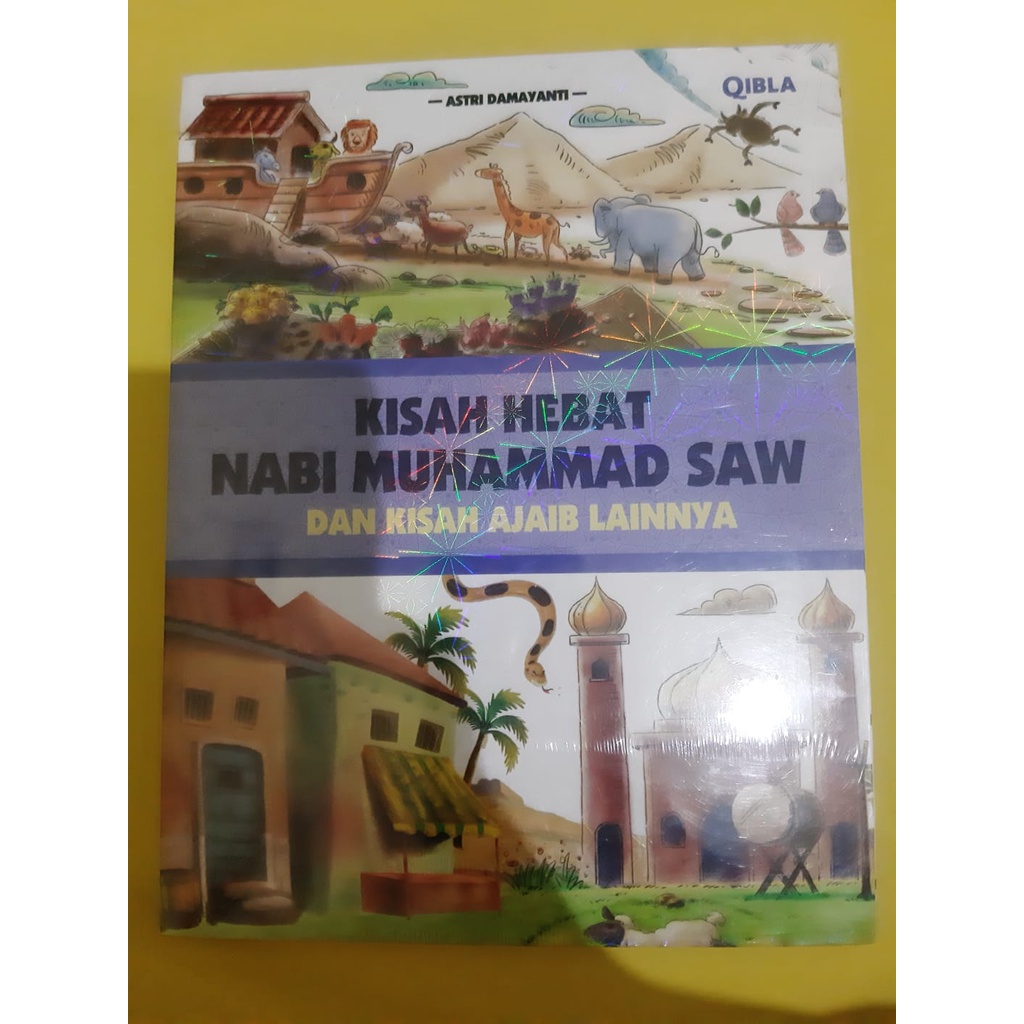 QIBLA
— ASTRI DAMAYANTI —
KISAH HEBAT
NABI MUHAMMAD SAW
DAN KISAH AJAIB LAINNYA